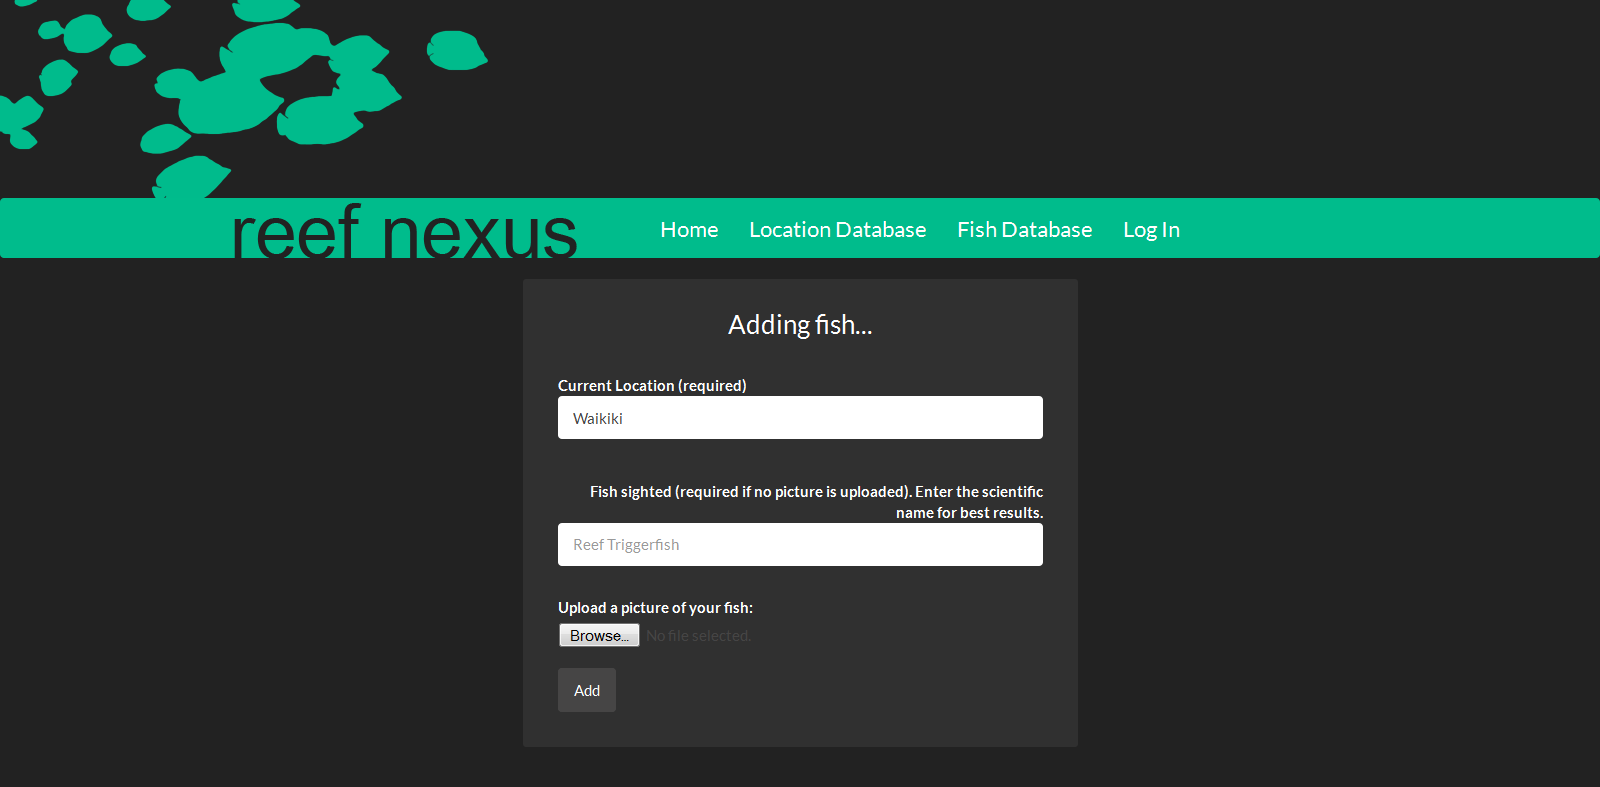 reef nexus
Home Location Database Fish Database Log In
Adding fish...
Current Location (required)
Waikiki
Fish sighted (required if no picture is uploaded). Enter the scientific
name for best results.
Reef Triggerfish
Upload a picture of your fish:
Browse... No file selected.
Add